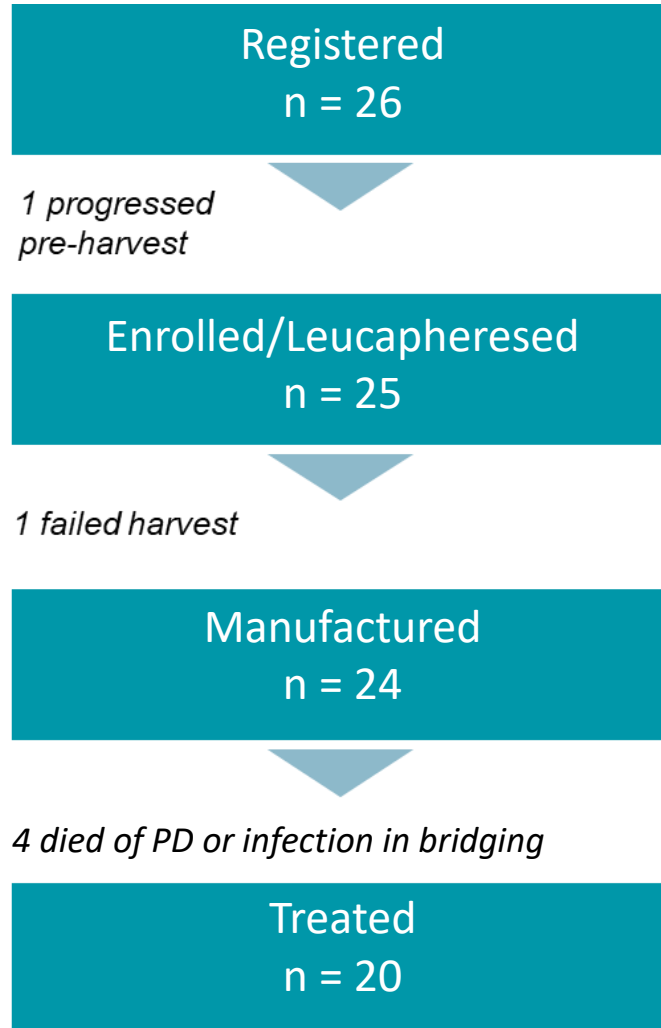 Registered
n = 26
1 progressed
pre-harvest
Enrolled/Leucapheresed
n = 25
1 failed harvest
Manufactured
n = 24
4 died of PD or infection in bridging
Treated
n = 20